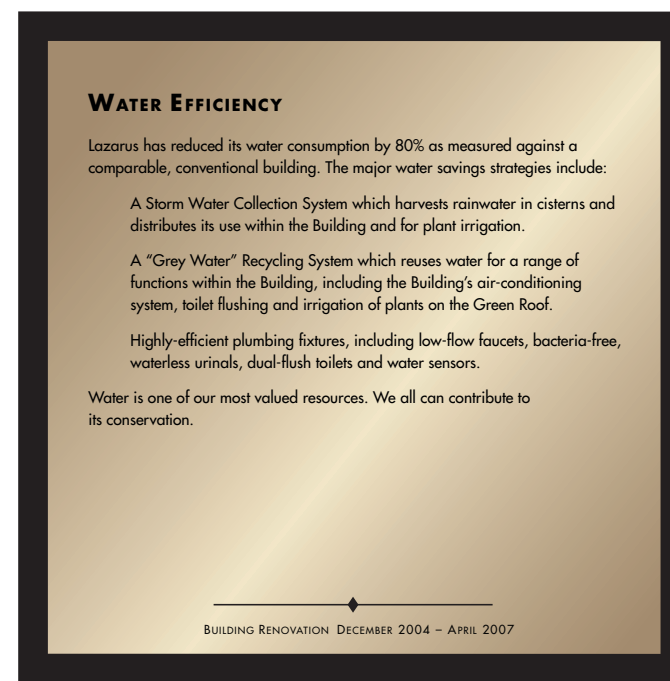 WATER EFFICIENCY
Lazarus has reduced its water consumption by 80% as measured against a
comparable, conventional building. The major water savings strategies include:
A Storm Water Collection System which harvests rainwater in cisterns and
distributes its use within the Building and for plant irrigation.
A “Grey Water” Recycling System which reuses water for a range of
functions within the Building, including the Building’s air-conditioning
system, toilet flushing and irrigation of plants on the Green Roof.
Highly-efficient plumbing fixtures, including low-flow faucets, bacteria-free,
waterless urinals, dual-flush toilets and water sensors.
Water is one of our most valued resources. We all can contribute to
its conservation.
BUILDING RENOVATION DECEMBER 2004 – APRIL 2007